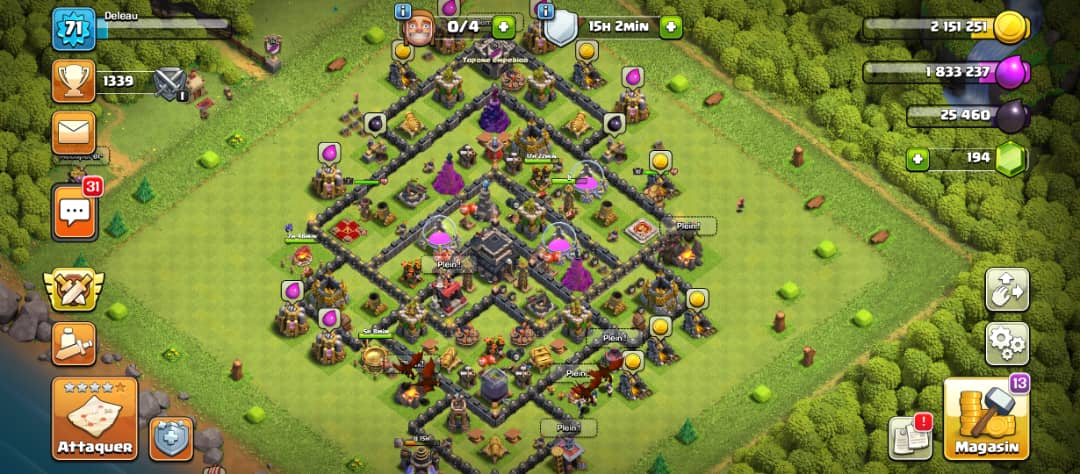 71
Deleau
0/4
15H 2MIN
2 151 251
1339
1 833 237
25 460
194
31
Plein!
Plein!
Plein!
Plein!
Plein!
Attaquer
13
Magasin